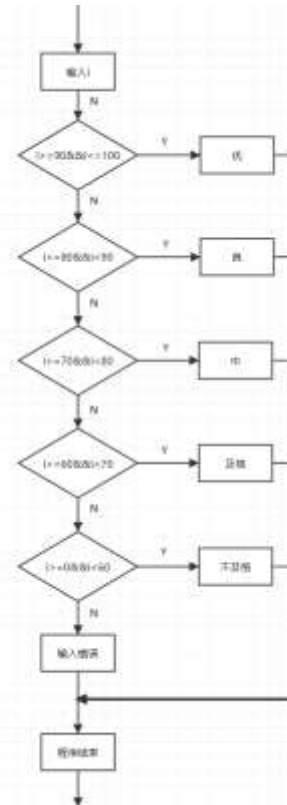 输入i
N
i>=90&&i<=100
Y
优
N
i>=80&&i<90
Y
良
N
i>=70&&i<80
Y
中
N
i>=60&&i<70
Y
及格
N
i>=0&&i<60
Y
不及格
N
输入错误
程序结束